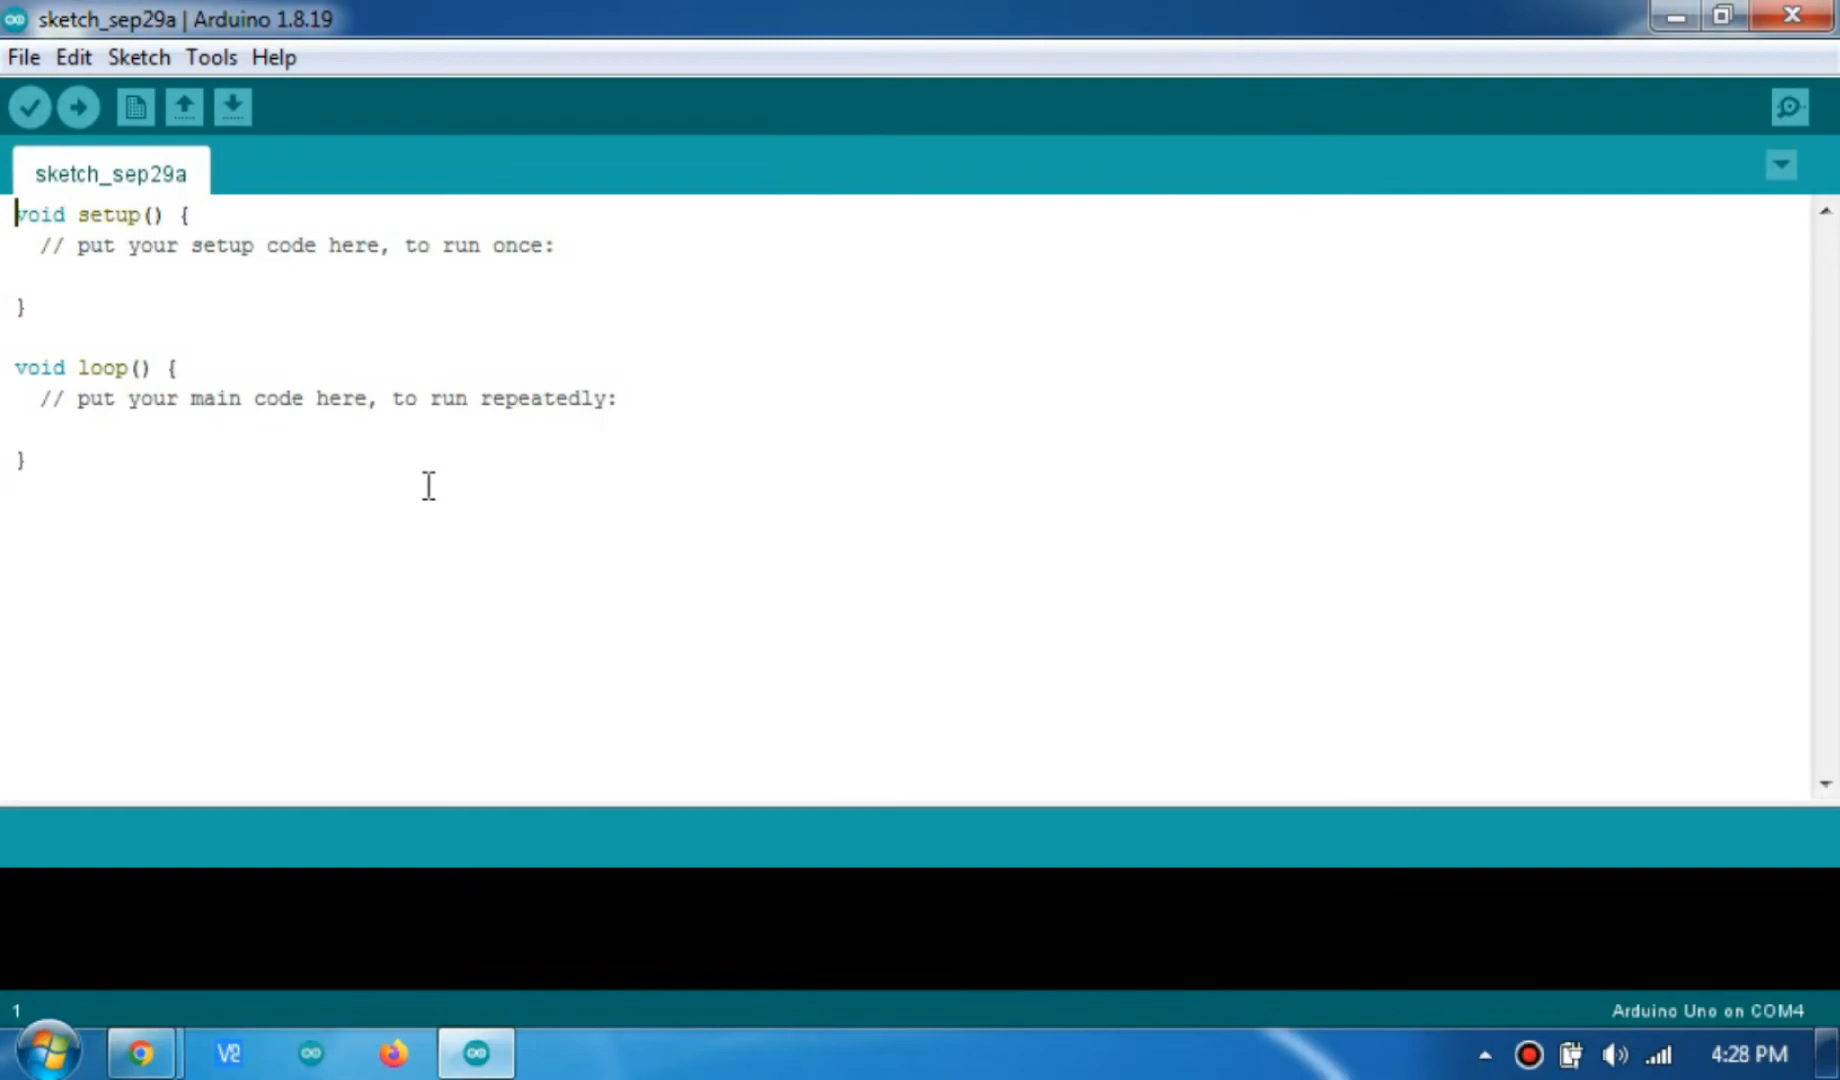 sketch_sep29a | Arduino 1.8.19
File Edit Sketch Tools Help
sketch_sep29a
void setup() {
// put your setup code here, to run once:
}
void loop() {
// put your main code here, to run repeatedly:
}
1
Arduino Uno on COM4
V2
4:28 PM